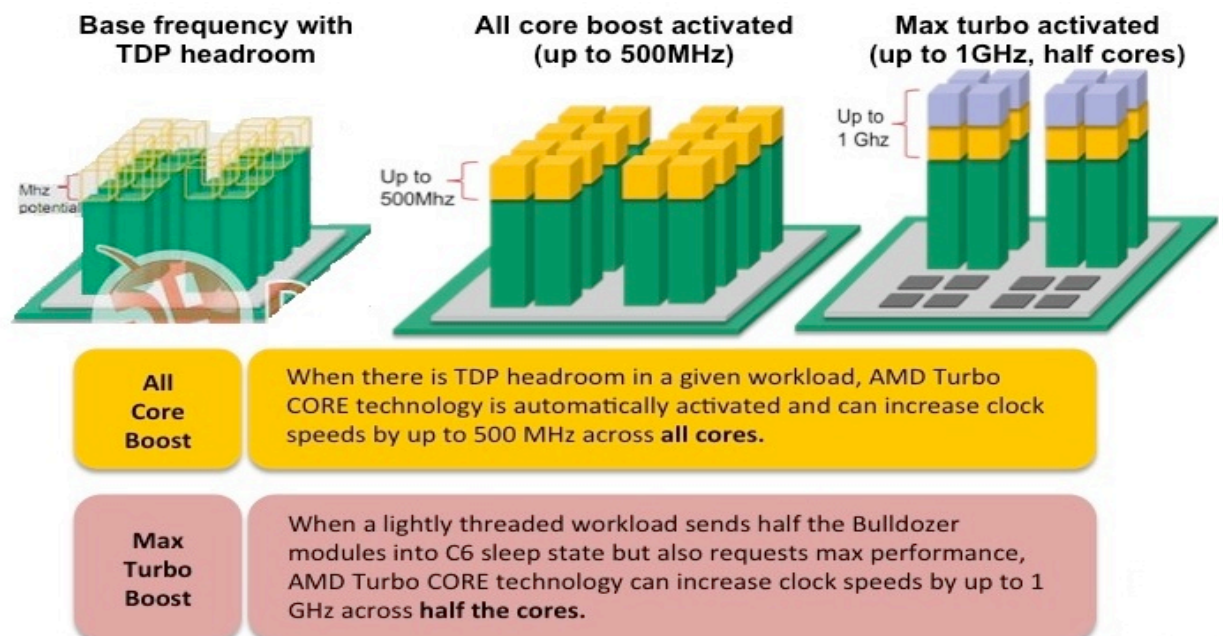 Base frequency with
TDP headroom
All core boost activated
(up to 500MHz)
Max turbo activated
(up to 1GHz, half cores)
Mhz
potential
Up to
500Mhz
Up to
1 Ghz
All
Core
Boost
When there is TDP headroom in a given workload, AMD Turbo
CORE technology is automatically activated and can increase clock
speeds by up to 500 MHz across all cores.
Max
Turbo
Boost
When a lightly threaded workload sends half the Bulldozer
modules into C6 sleep state but also requests max performance,
AMD Turbo CORE technology can increase clock speeds by up to 1
GHz across half the cores.